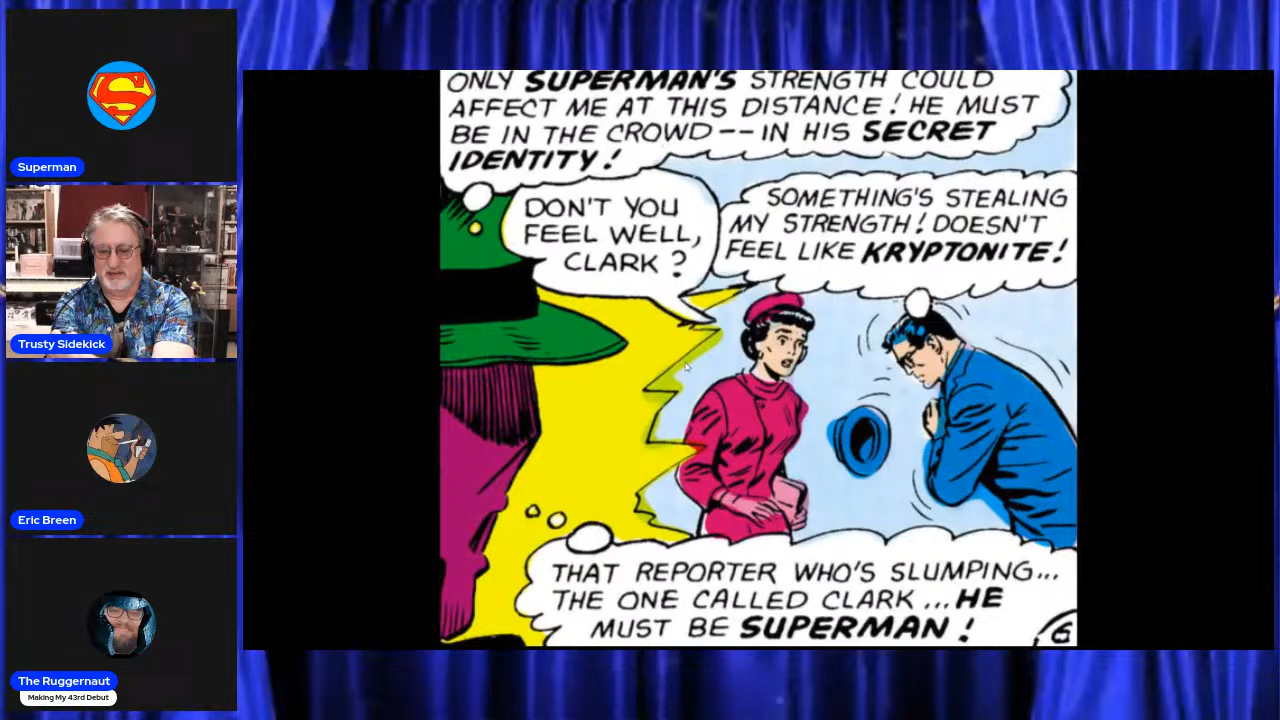 Superman
Trusty Sidekick
Eric Breen
The Ruggernaut
Making My 43rd Debut
ONLY SUPERMAN'S STRENGTH COULD
AFFECT ME AT THIS DISTANCE! HE MUST
BE IN THE CROWD--IN HIS SECRET
IDENTITY!
DON'T YOU
FEEL WELL,
CLARK?
SOMETHING'S STEALING
MY STRENGTH! DOESN'T
FEEL LIKE KRYPTONITE!
THAT REPORTER WHO'S SLUMPING...
THE ONE CALLED CLARK...HE
MUST BE SUPERMAN!
6